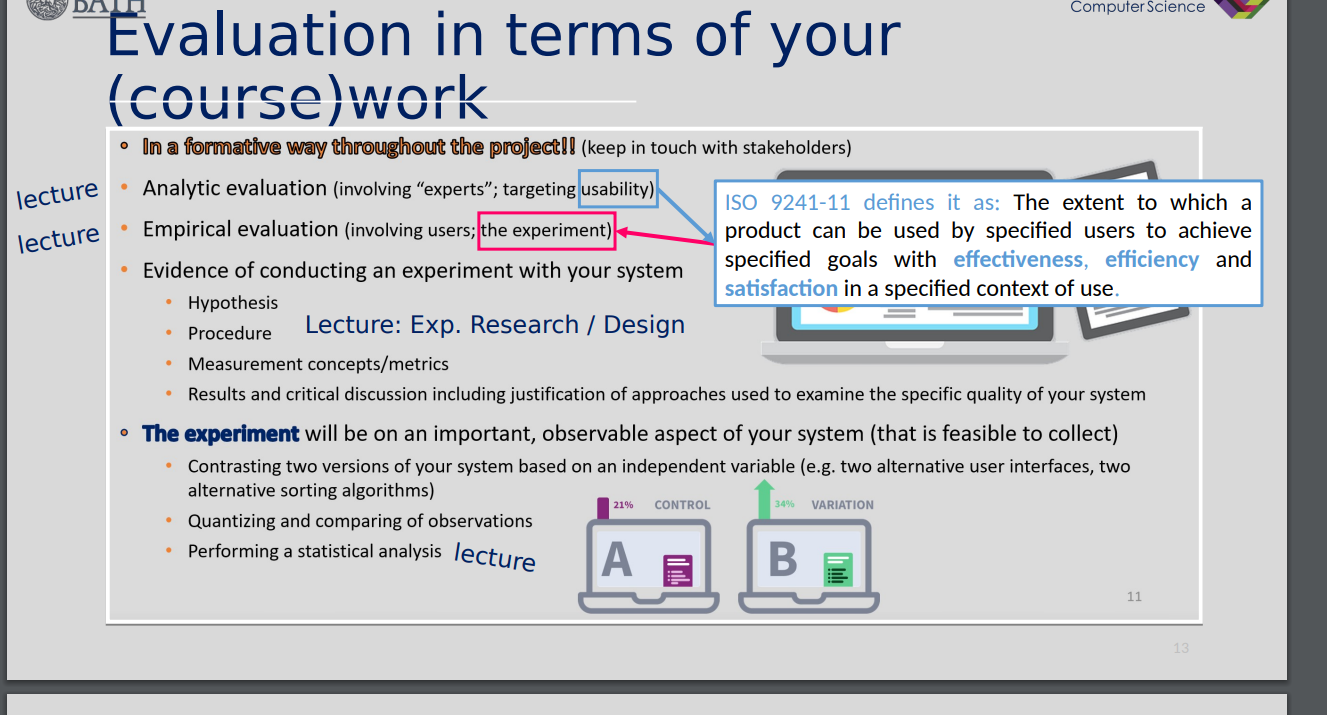 BATH
Computer Science
Evaluation in terms of your
(course)work
• In a formative way throughout the project!! (keep in touch with stakeholders)
lecture
• Analytic evaluation (involving “experts”; targeting usability)
lecture
• Empirical evaluation (involving users; the experiment)
ISO 9241-11 defines it as: The extent to which a
product can be used by specified users to achieve
specified goals with effectiveness, efficiency and
satisfaction in a specified context of use.
• Evidence of conducting an experiment with your system
• Hypothesis
• Procedure
Lecture: Exp. Research / Design
• Measurement concepts/metrics
• Results and critical discussion including justification of approaches used to examine the specific quality of your system
• The experiment will be on an important, observable aspect of your system (that is feasible to collect)
• Contrasting two versions of your system based on an independent variable (e.g. two alternative user interfaces, two
alternative sorting algorithms)
• Quantizing and comparing of observations
• Performing a statistical analysis
lecture
21% CONTROL
34% VARIATION
A
B
11
13